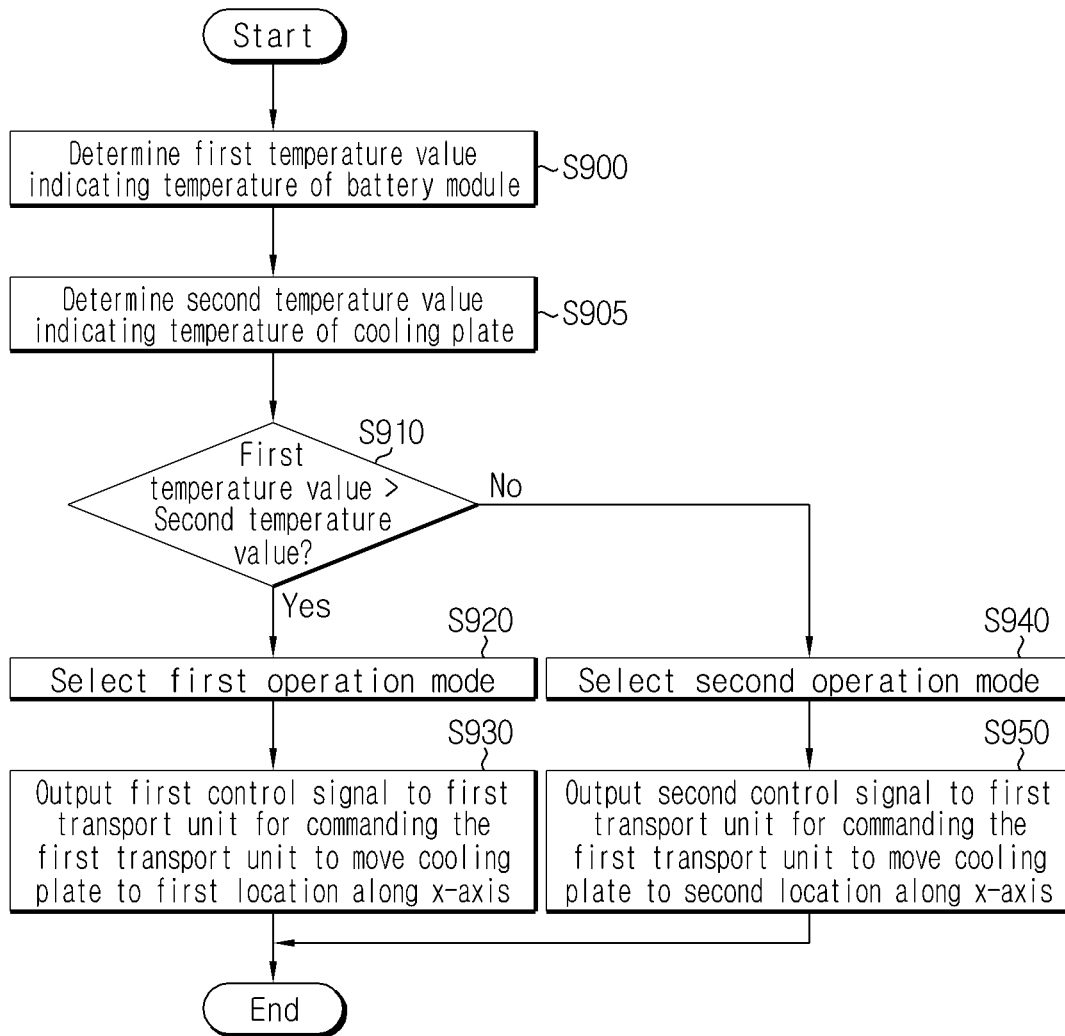 Start
Determine first temperature value
indicating temperature of battery module
S900
Determine second temperature value
indicating temperature of cooling plate
S905
S910
First
temperature value >
Second temperature
value?
No
Yes
S920
Select first operation mode
S940
Select second operation mode
S930
Output first control signal to first
transport unit for commanding the
first transport unit to move cooling
plate to first location along x-axis
S950
Output second control signal to first
transport unit for commanding the
first transport unit to move cooling
plate to second location along x-axis
End